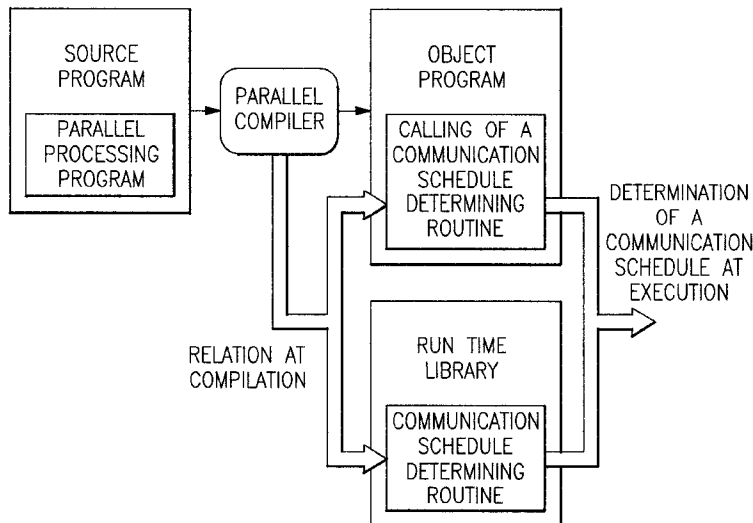 SOURCE
PROGRAM
PARALLEL
PROCESSING
PROGRAM
PARALLEL
COMPILER
OBJECT
PROGRAM
CALLING OF A
COMMUNICATION
SCHEDULE
DETERMINING
ROUTINE
DETERMINATION
OF A
COMMUNICATION
SCHEDULE AT
EXECUTION
RELATION AT
COMPILATION
RUN TIME
LIBRARY
COMMUNICATION
SCHEDULE
DETERMINING
ROUTINE